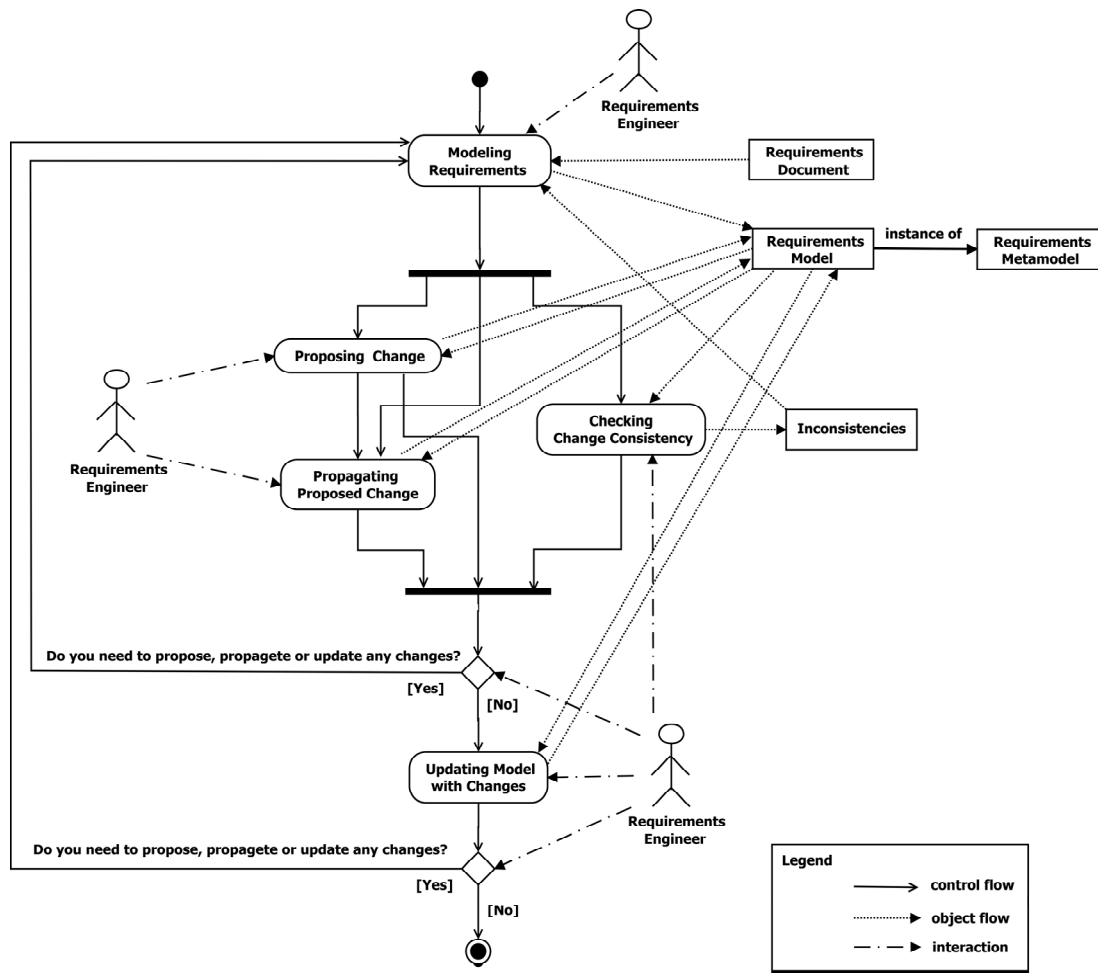 Requirements
Engineer
Modeling
Requirements
Requirements
Document
Requirements
Model
instance of
Requirements
Metamodel
Proposing Change
Checking
Change Consistency
Inconsistencies
Requirements
Engineer
Propagating
Proposed Change
Do you need to propose, propagete or update any changes?
[Yes]
[No]
Updating Model
with Changes
Requirements
Engineer
Do you need to propose, propagete or update any changes?
[Yes]
[No]
Legend
control flow
object flow
interaction